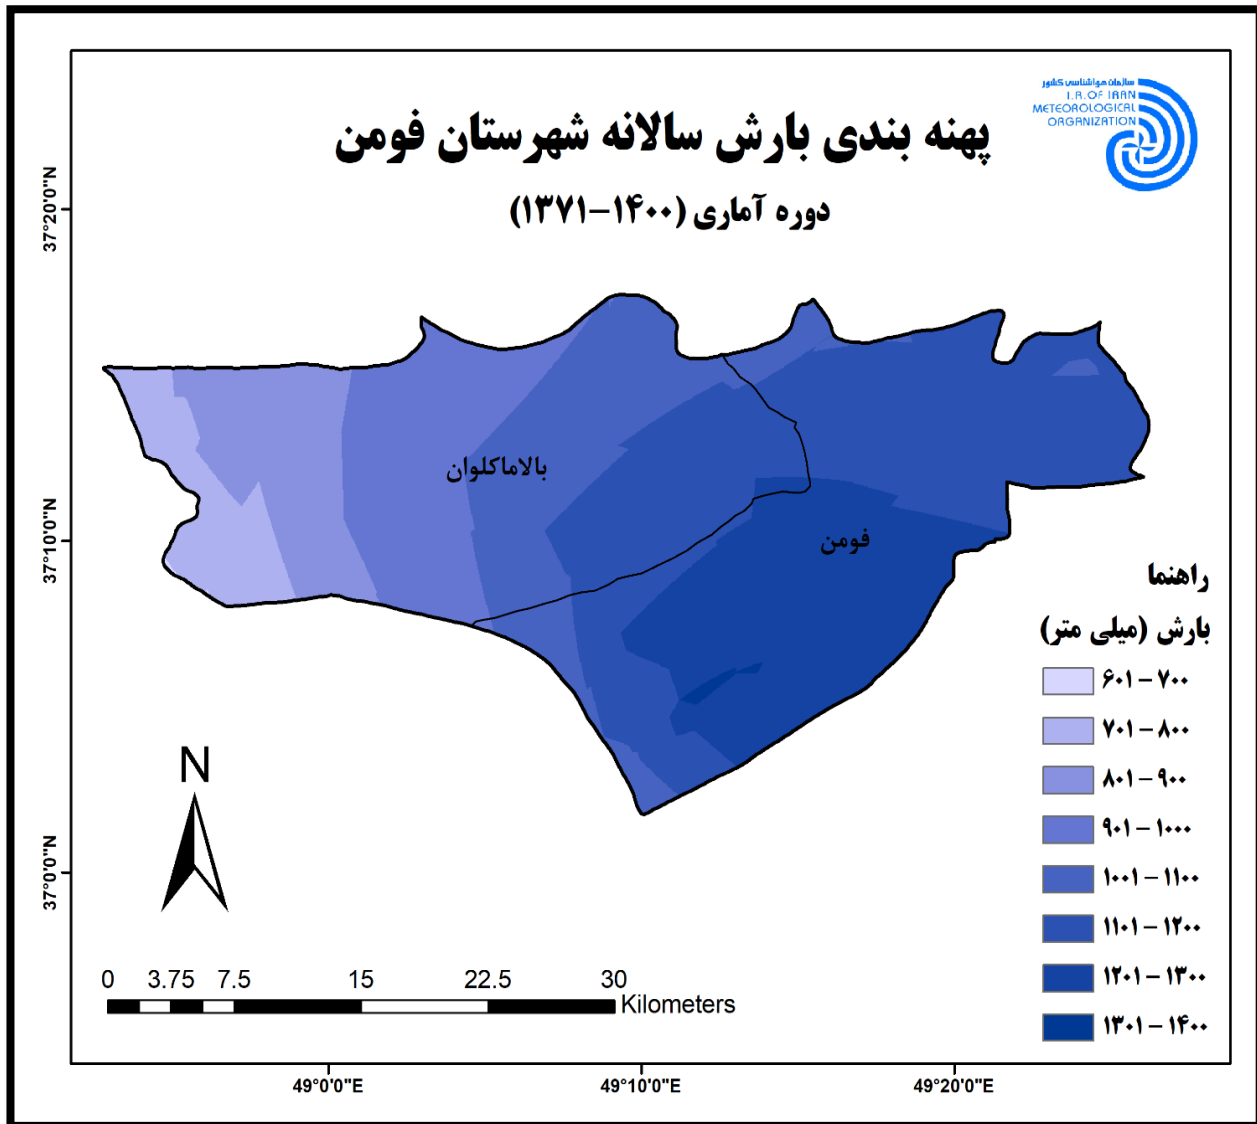 سازمان هواشناسی کشور
I.R.OF IRAN
METEOROLOGICAL
ORGANIZATION
پهنه بندی بارش سالانه شهرستان فومن
دوره آماری (۱۴۰۰-۱۳۷۱)
37°20'0"N
37°10'0"N
37°0'0"N
بالاماکلوان
فومن
راهنما
بارش (میلی متر)
۶۰۱ - ۷۰۰
۷۰۱ - ۸۰۰
۸۰۱ - ۹۰۰
۹۰۱ - ۱۰۰۰
۱۰۰۱ - ۱۱۰۰
۱۱۰۱ - ۱۲۰۰
۱۲۰۱ - ۱۳۰۰
۱۳۰۱ - ۱۴۰۰
N
0 3.75 7.5 15 22.5 30
Kilometers
49°0'0"E 49°10'0"E 49°20'0"E